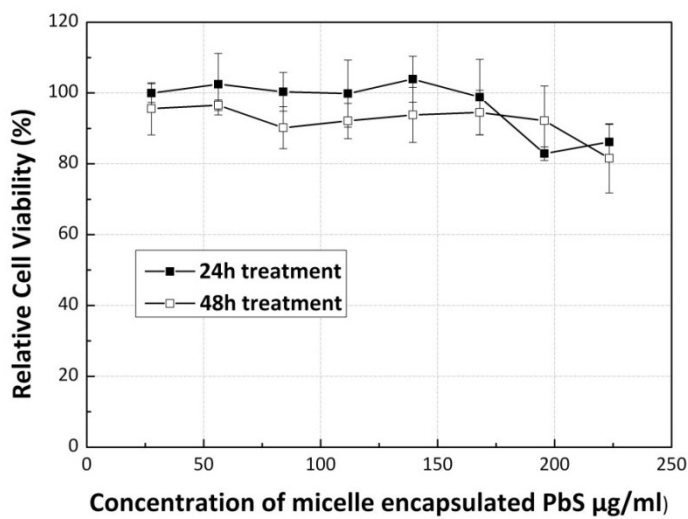 120
100
80
60
40
20
0
Relative Cell Viability (%)
24h treatment
48h treatment
0 50 100 150 200 250
Concentration of micelle encapsulated PbS µg/ml)